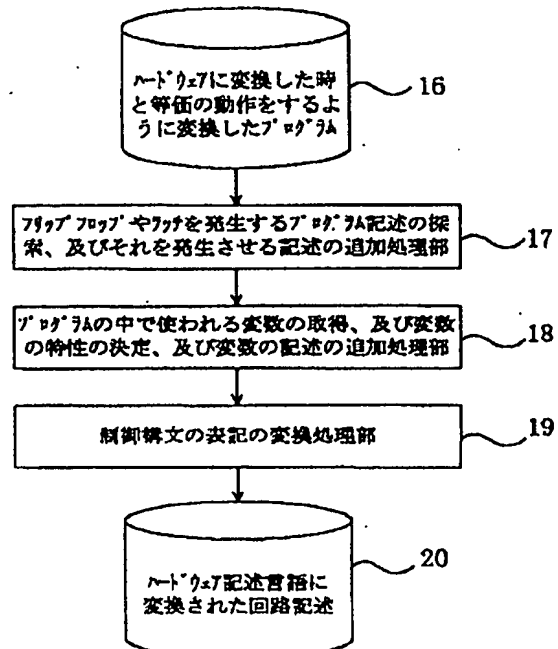 ハードウェアに変換した時
と等価の動作をするよう
に変換したプログラム
16
フリップフロップやラッチを発生するプログラム記述の探
索、及びそれを発生させる記述の追加処理部
17
プログラムの中で使われる変数の取得、及び変数
の特性の決定、及び変数の記述の追加処理部
18
制御構文の表記の変換処理部
19
ハードウェア記述言語に
変換された回路記述
20